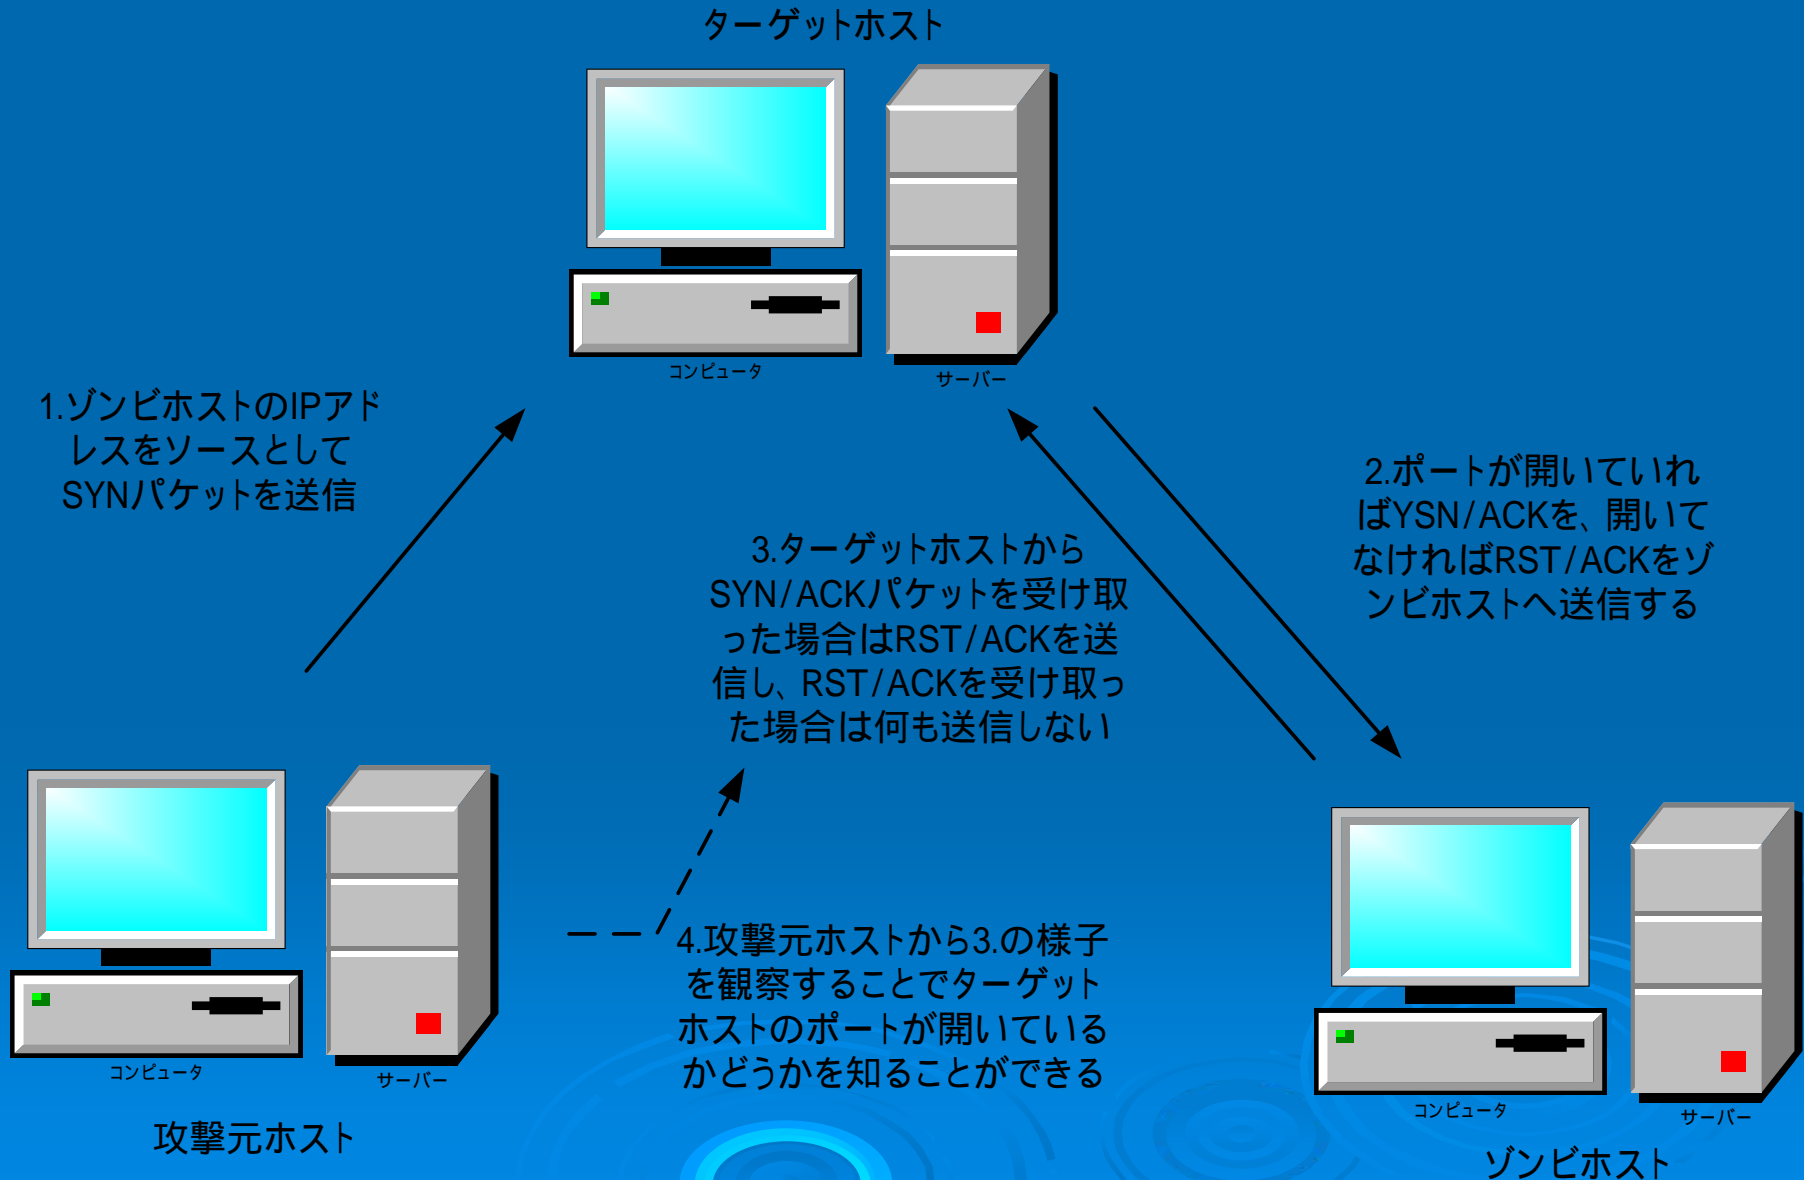 ターゲットホスト
コンピュータ
サーバー
1.ゾンビホストのIPアド
レスをソースとして
SYNパケットを送信
2.ポートが開いていれ
ばYSN/ACKを、開いて
なければRST/ACKをゾ
ンビホストへ送信する
3.ターゲットホストから
SYN/ACKパケットを受け取
った場合はRST/ACKを送
信し、RST/ACKを受け取っ
た場合は何も送信しない
4.攻撃元ホストから3.の様子
を観察することでターゲット
ホストのポートが開いている
かどうかを知ることができる
コンピュータ
サーバー
攻撃元ホスト
コンピュータ
サーバー
ゾンビホスト